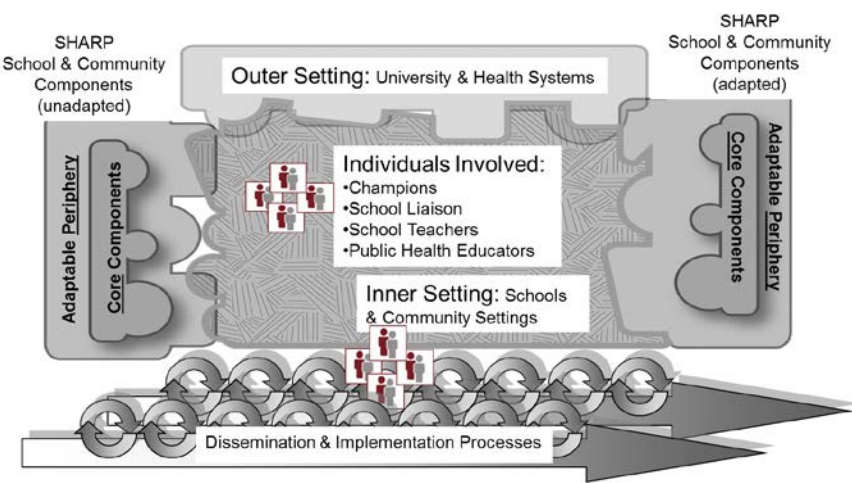 SHARP
School & Community
Components
(unadapted)
SHARP
School & Community
Components
(adapted)
Outer Setting: University & Health Systems
Adaptable Periphery
Core Components
Individuals Involved:
•Champions
•School Liaison
•School Teachers
•Public Health Educators
Core Components
Adaptable Periphery
Inner Setting: Schools
& Community Settings
Dissemination & Implementation Processes